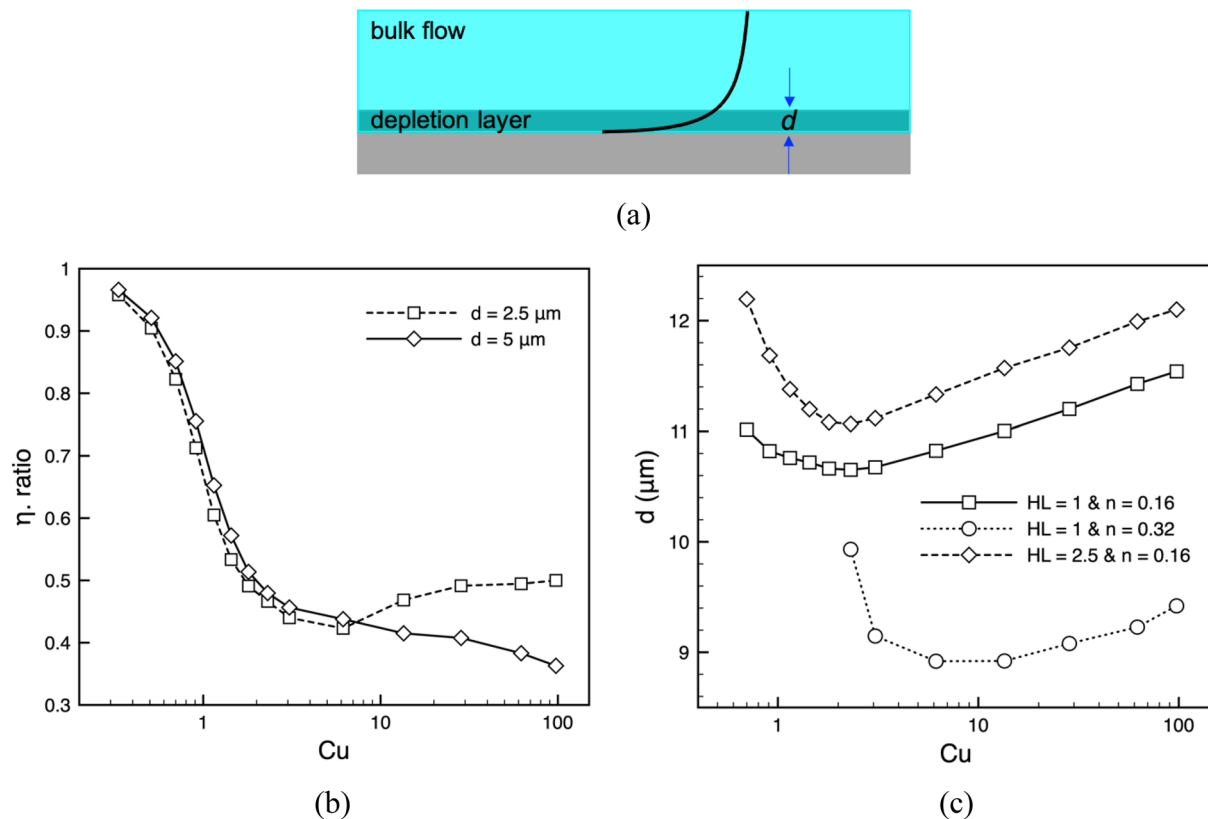 bulk flow
depletion layer
d
(a)
1
0.9
0.8
0.7
0.6
0.5
0.4
0.3
η. ratio
1
10
100
Cu
d = 2.5 μm
d = 5 μm
(b)
12
11
10
9
d (μm)
1
10
100
Cu
HL = 1 & n = 0.16
HL = 1 & n = 0.32
HL = 2.5 & n = 0.16
(c)